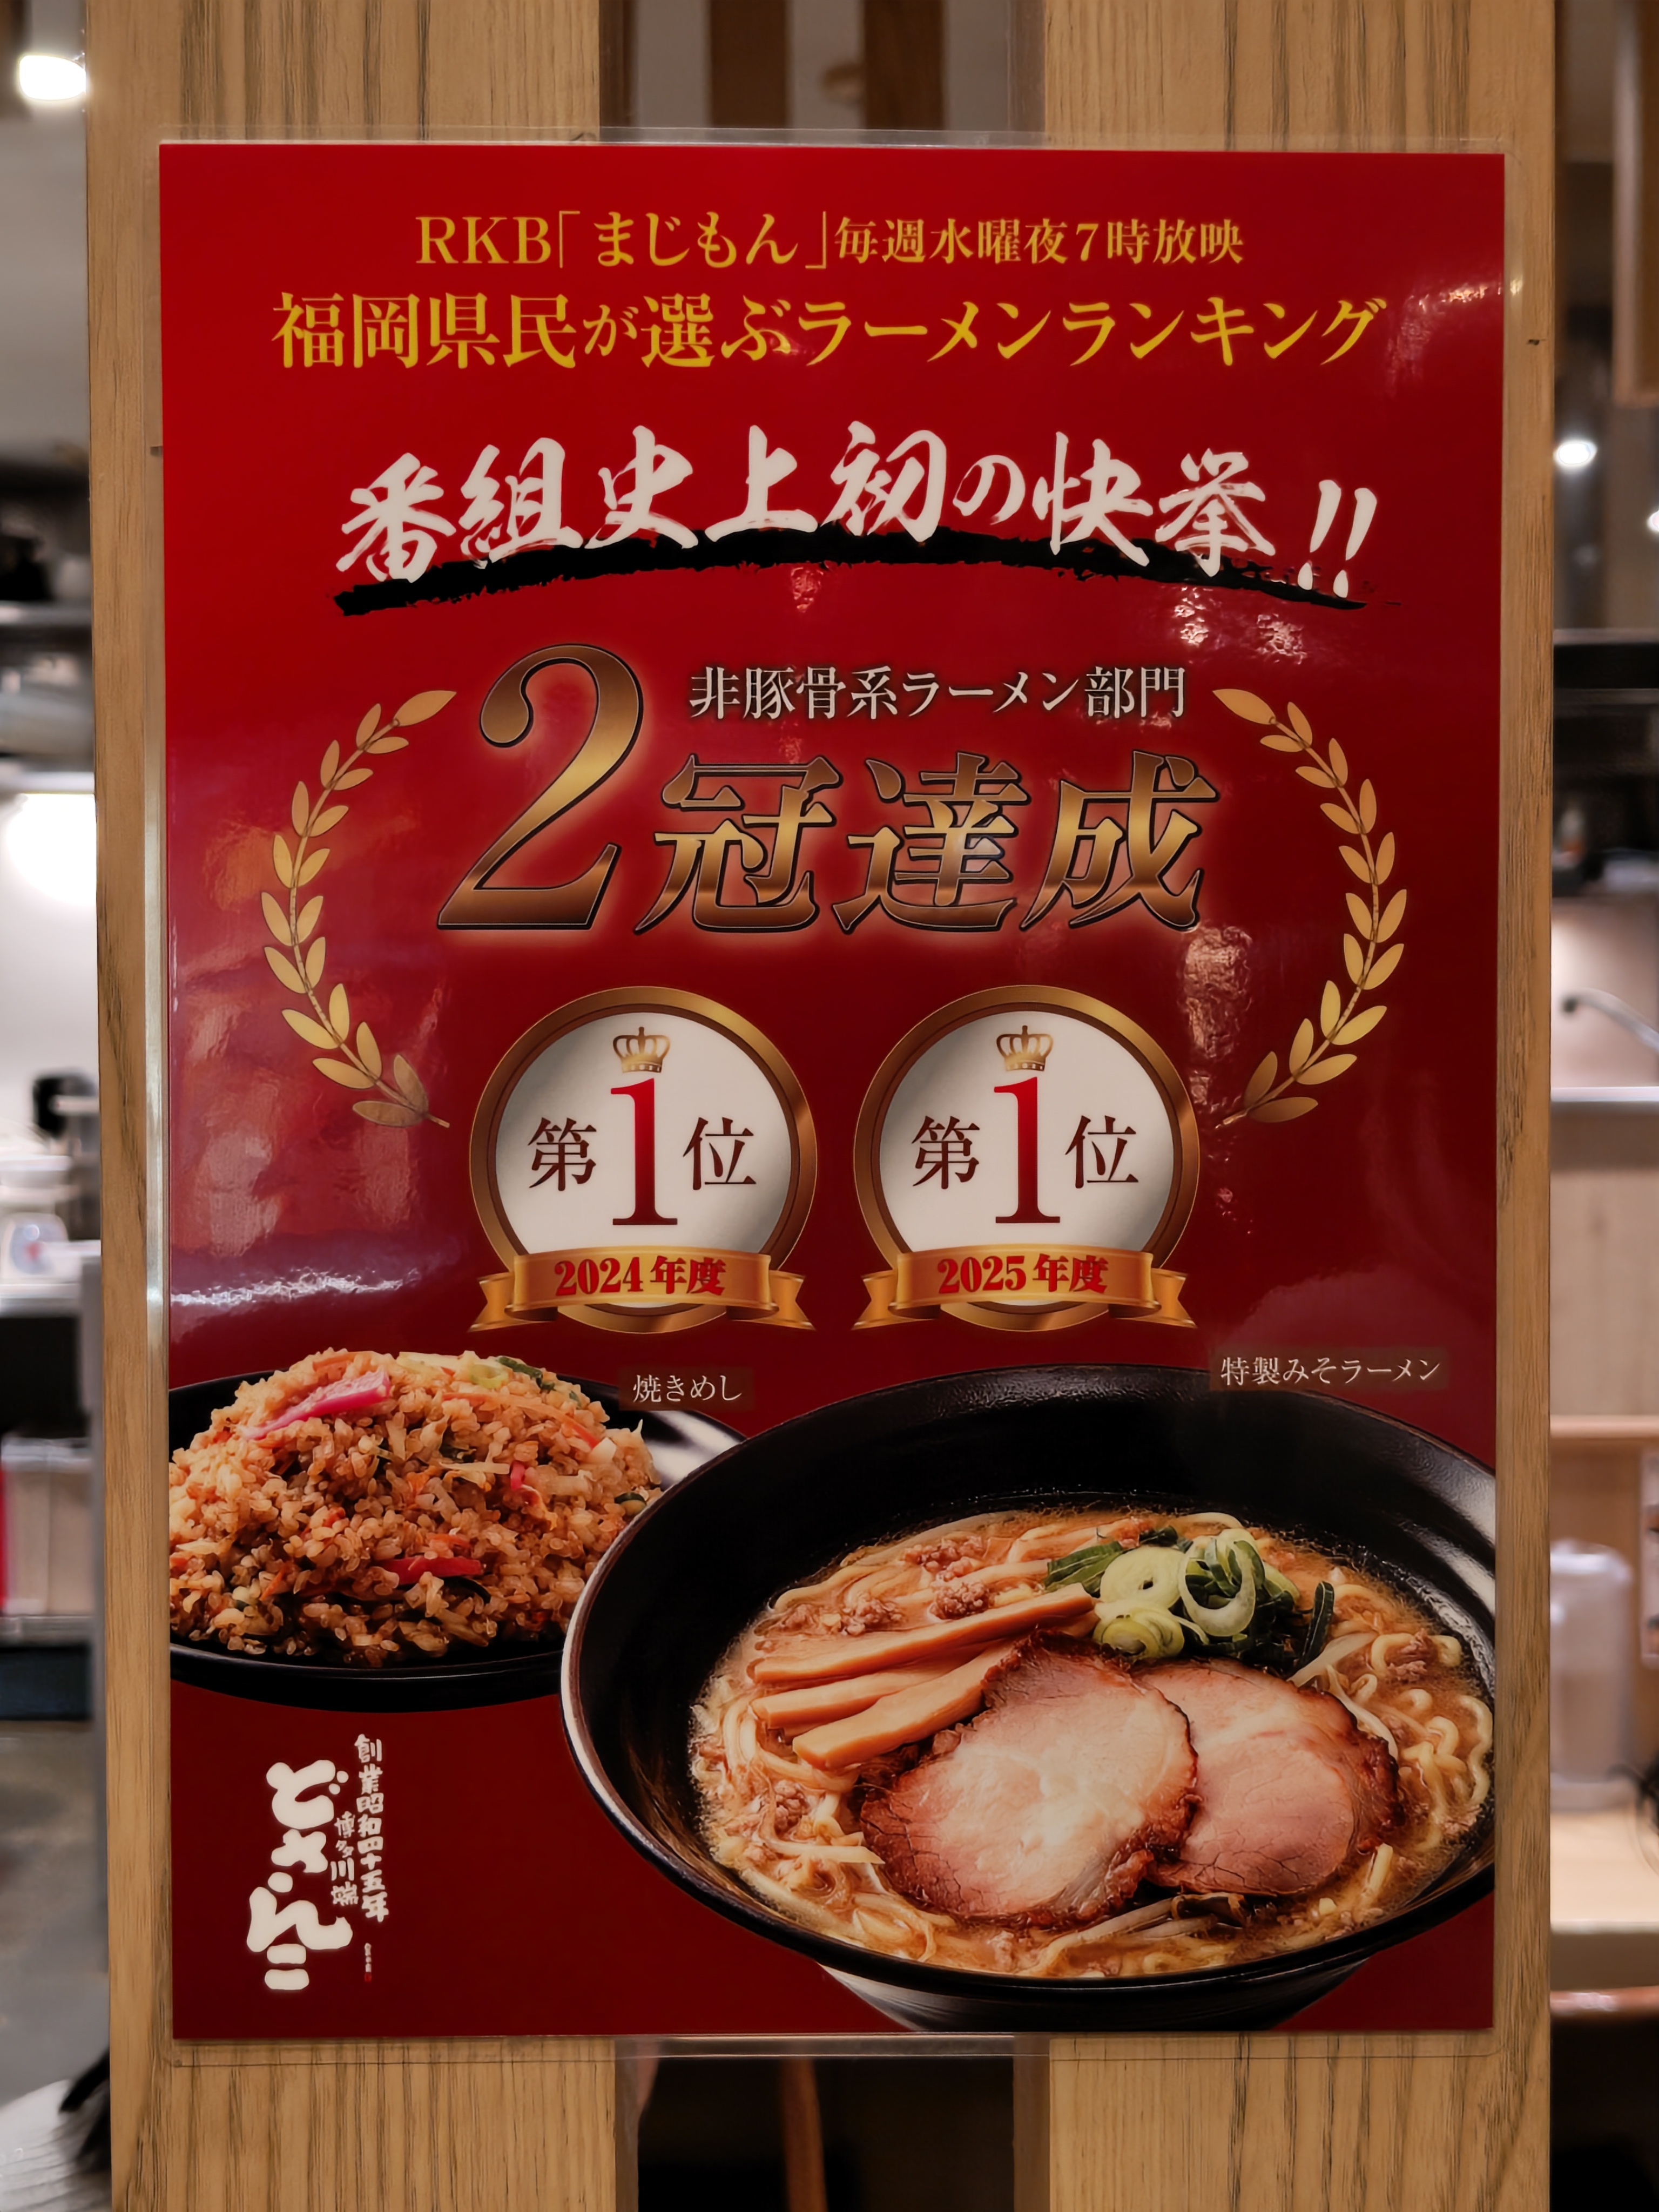 RKB「まじもん」毎週水曜夜7時放映
福岡県民が選ぶラーメンランキング
番組史上初の快挙!!
非豚骨系ラーメン部門
2冠達成
第1位
2024年度
第1位
2025年度
焼きめし
特製みそラーメン
創業昭和四十五年
博多川端
どさんこ